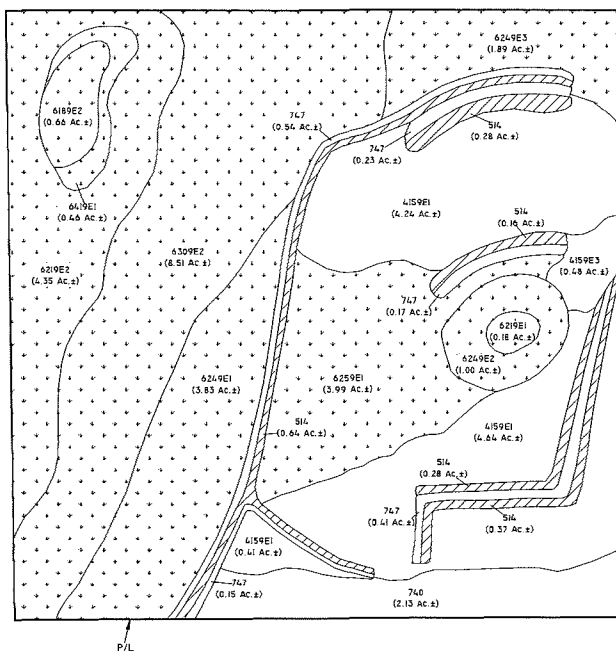 6249E3
(1.89 Ac.±)
6189E2
(0.66 Ac.±)
747
(0.54 Ac.±)
514
(0.28 Ac.±)
747
(0.23 Ac.±)
6419E1
(0.46 Ac.±)
4159E1
(4.24 Ac.±)
514
(0.16 Ac.±)
6309E2
(8.51 Ac.±)
4159E3
(0.48 Ac.±)
6219E2
(4.35 Ac.±)
747
(0.17 Ac.±)
6219E1
(0.18 Ac.±)
6249E2
(1.00 Ac.±)
6249E1
(3.83 Ac.±)
6259E1
(3.99 Ac.±)
514
(0.64 Ac.±)
4159E1
(4.64 Ac.±)
514
(0.28 Ac.±)
747
(0.41 Ac.±)
514
(0.37 Ac.±)
4159E1
(0.41 Ac.±)
747
(0.15 Ac.±)
740
(2.13 Ac.±)
P/L